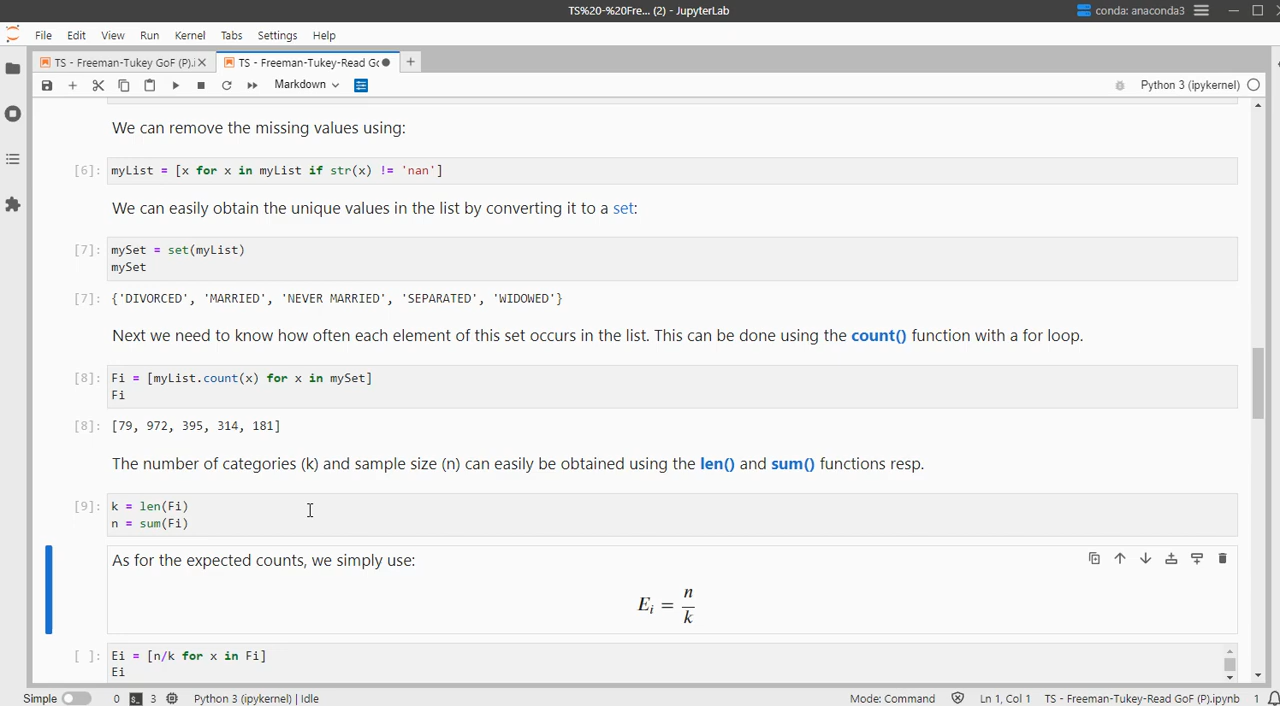 TS%20-%20Fre... (2) - JupyterLab
conda: anaconda3
File Edit View Run Kernel Tabs Settings Help
TS - Freeman-Tukey GoF (P).i
TS - Freeman-Tukey-Read Gc
Markdown
Python 3 (ipykernel)
We can remove the missing values using:
[6]: myList = [x for x in myList if str(x) != 'nan']
We can easily obtain the unique values in the list by converting it to a set:
[7]: mySet = set(myList)
mySet
[7]: {'DIVORCED', 'MARRIED', 'NEVER MARRIED', 'SEPARATED', 'WIDOWED'}
Next we need to know how often each element of this set occurs in the list. This can be done using the count() function with a for loop.
[8]: Fi = [myList.count(x) for x in mySet]
Fi
[8]: [79, 972, 395, 314, 181]
The number of categories (k) and sample size (n) can easily be obtained using the len() and sum() functions resp.
[9]: k = len(Fi)
n = sum(Fi)
As for the expected counts, we simply use:
E_i = n/k
[ ]: Ei = [n/k for x in Fi]
Ei
Simple 0 3 Python 3 (ipykernel) | Idle Mode: Command Ln 1, Col 1 TS - Freeman-Tukey-Read GoF (P).ipynb 1